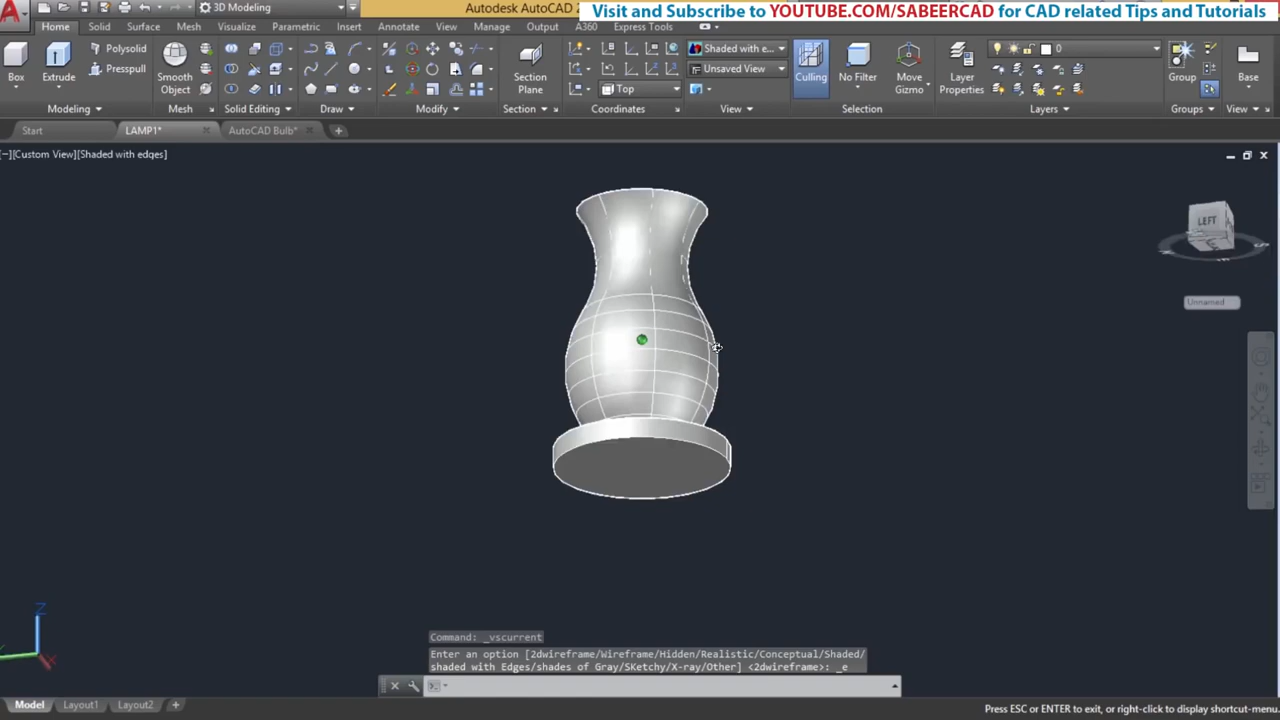 3D Modeling
Autodesk AutoCAD 2
Visit and Subscribe to YOUTUBE.COM/SABEERCAD for CAD related Tips and Tutorials
Home Solid Surface Mesh Visualize Parametric Insert Annotate View Manage Output A360 Express Tools
Box
Extrude
Polysolid
Presspull
Smooth
Object
Section
Plane
Shaded with e...
Unsaved View
Top
Culling
No Filter
Move
Gizmo
Layer
Properties
0
Group
Base
Modeling Mesh Solid Editing Draw Modify Section Coordinates View Selection Layers Groups View
Start LAMP1* AutoCAD Bulb*
[−][Custom View][Shaded with edges]
LEFT
Unnamed
Z
X
Command: _vscurrent
Enter an option [2dwireframe/Wireframe/Hidden/Realistic/Conceptual/Shaded/
shaded with Edges/shades of Gray/SKetchy/X-ray/Other] <2dwireframe>: _e
Model Layout1 Layout2 +
Press ESC or ENTER to exit, or right-click to display shortcut-menu.